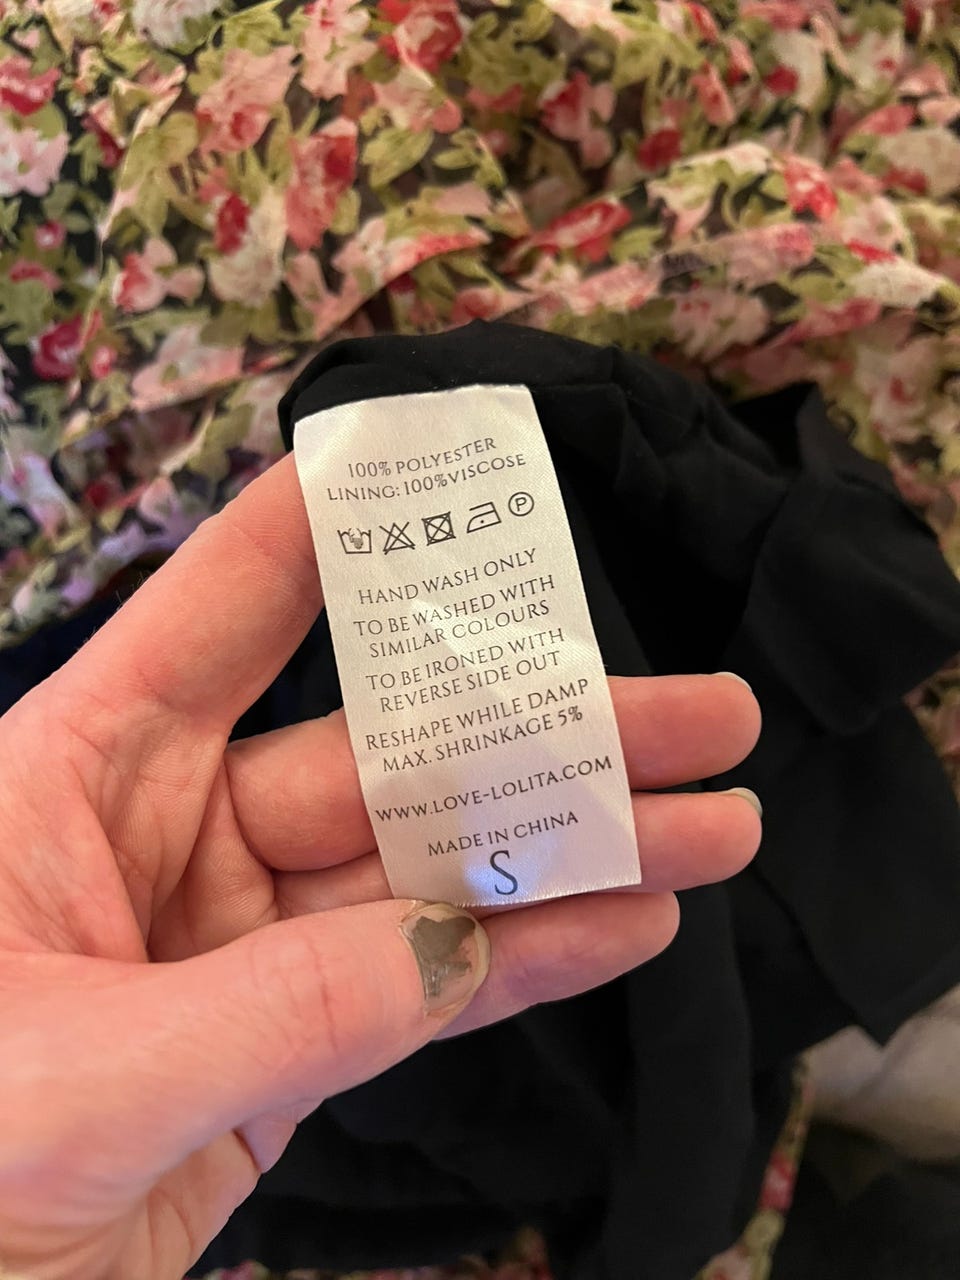 100% POLYESTER
LINING: 100%VISCOSE
P
HAND WASH ONLY
TO BE WASHED WITH
SIMILAR COLOURS
TO BE IRONED WITH
REVERSE SIDE OUT
RESHAPE WHILE DAMP
MAX. SHRINKAGE 5%
WWW.LOVE-LOLITA.COM
MADE IN CHINA
S